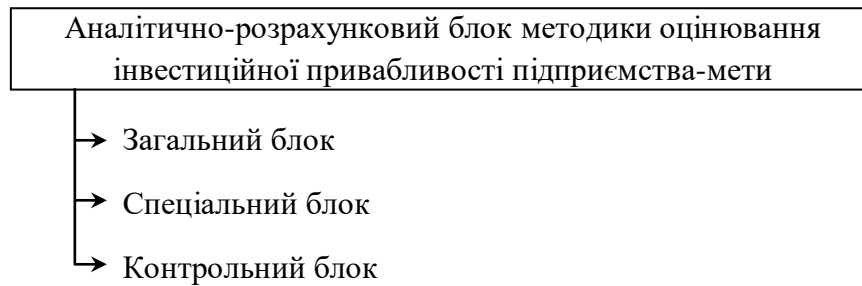 Аналітично-розрахунковий блок методики оцінювання
інвестиційної привабливості підприємства-мети
Загальний блок
Спеціальний блок
Контрольний блок